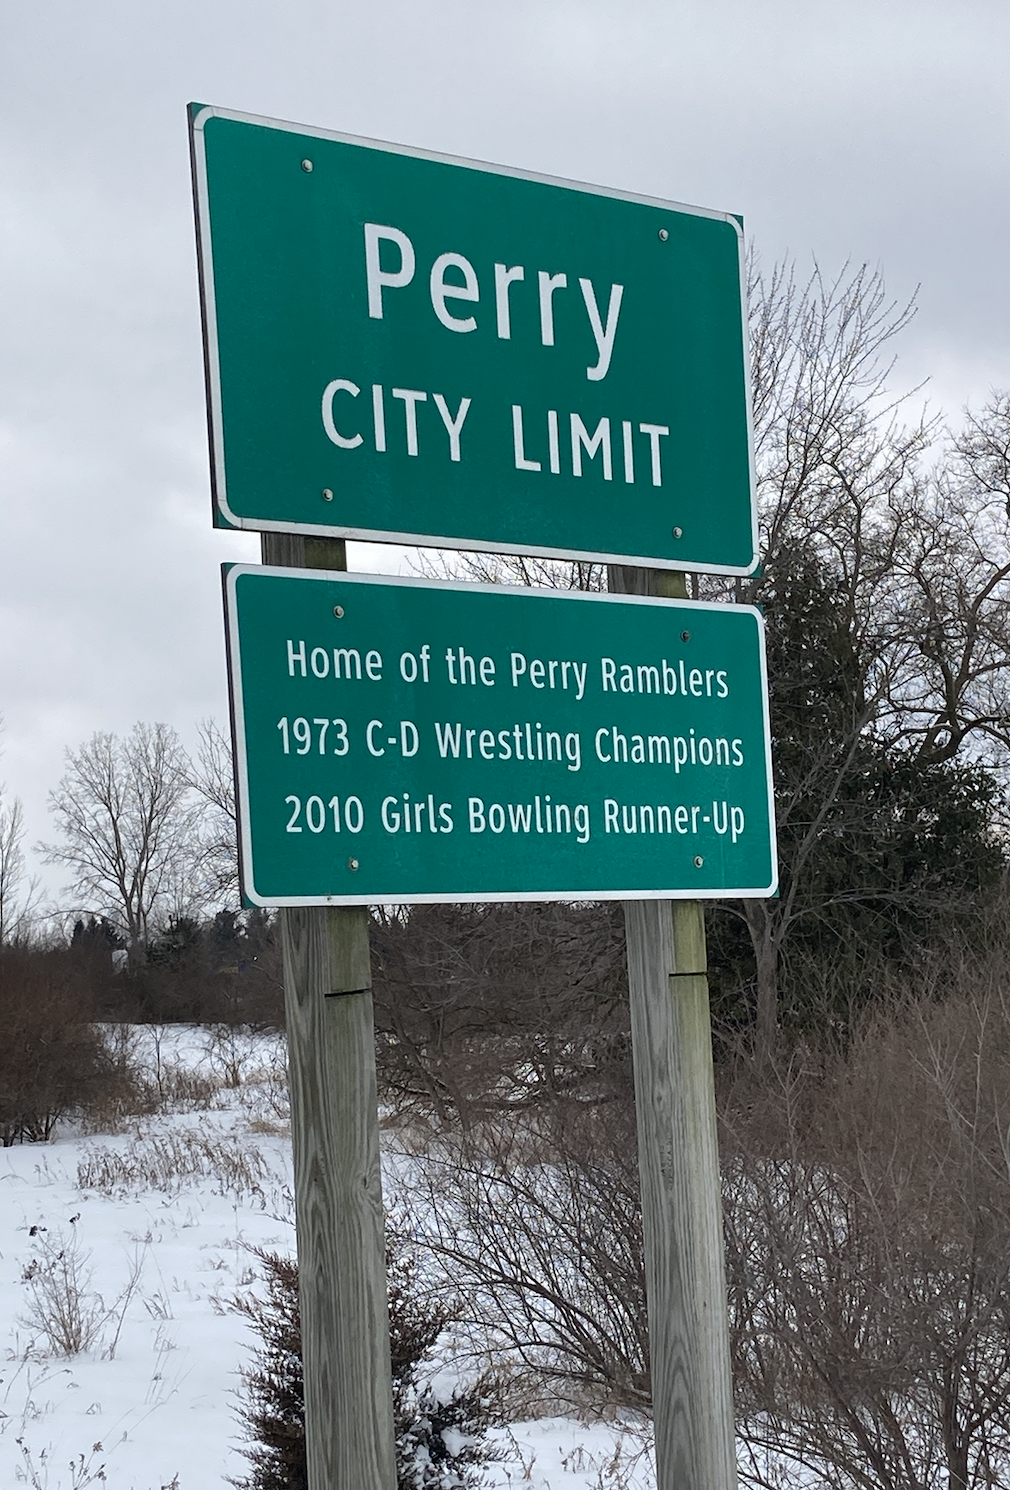 Perry
CITY LIMIT
Home of the Perry Ramblers
1973 C-D Wrestling Champions
2010 Girls Bowling Runner-Up